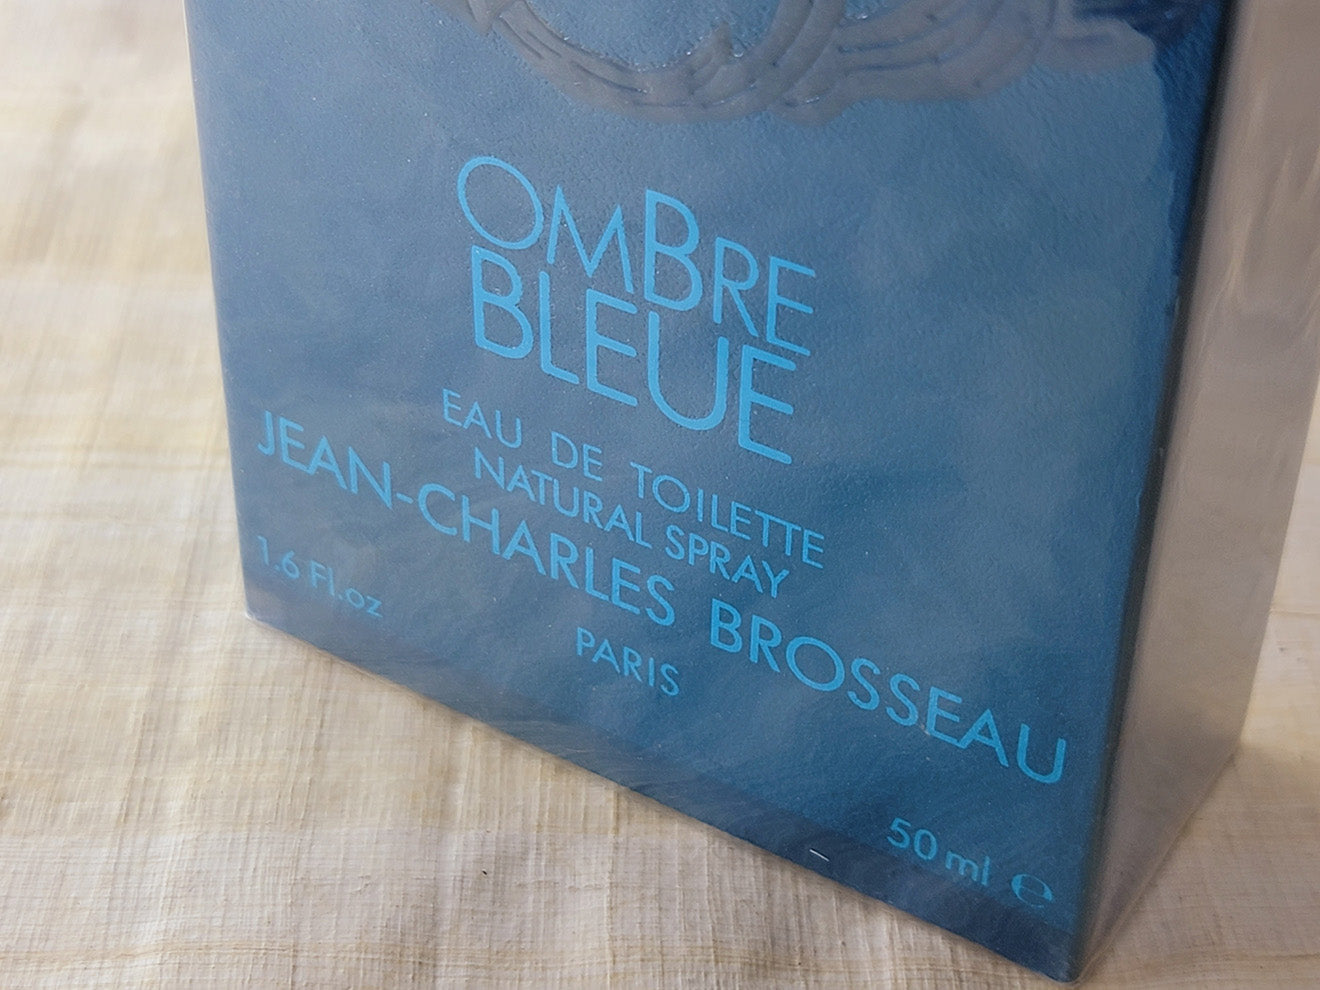 OMBRE
BLEUE
EAU DE TOILETTE
NATURAL SPRAY
JEAN-CHARLES BROSSEAU
PARIS
1.6 Fl.oz
50 ml ℮